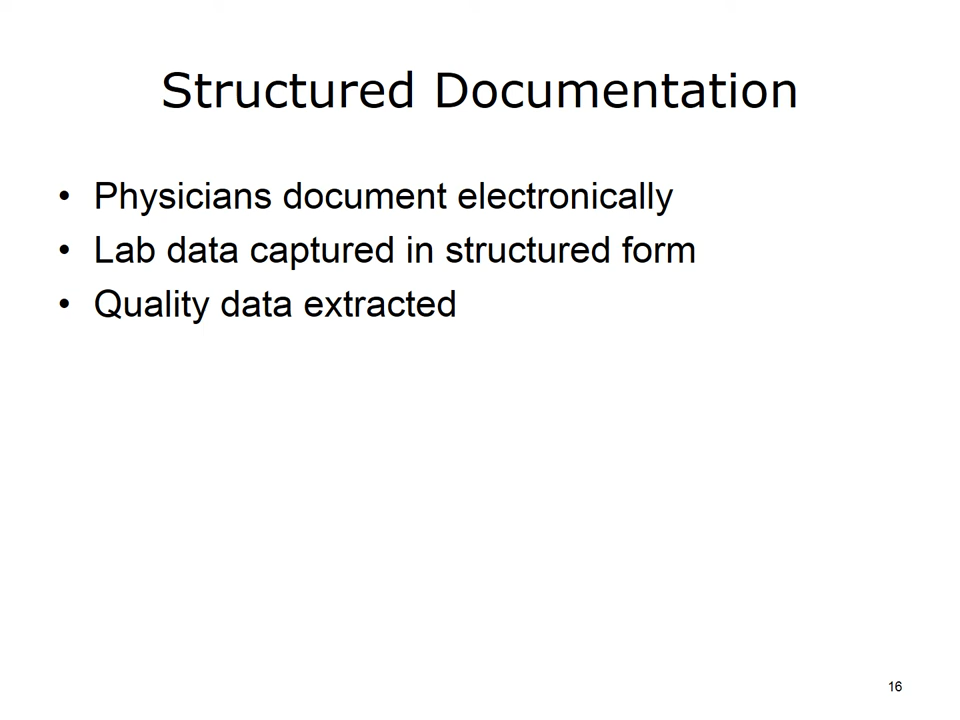 Structured Documentation
• Physicians document electronically
• Lab data captured in structured form
• Quality data extracted
16